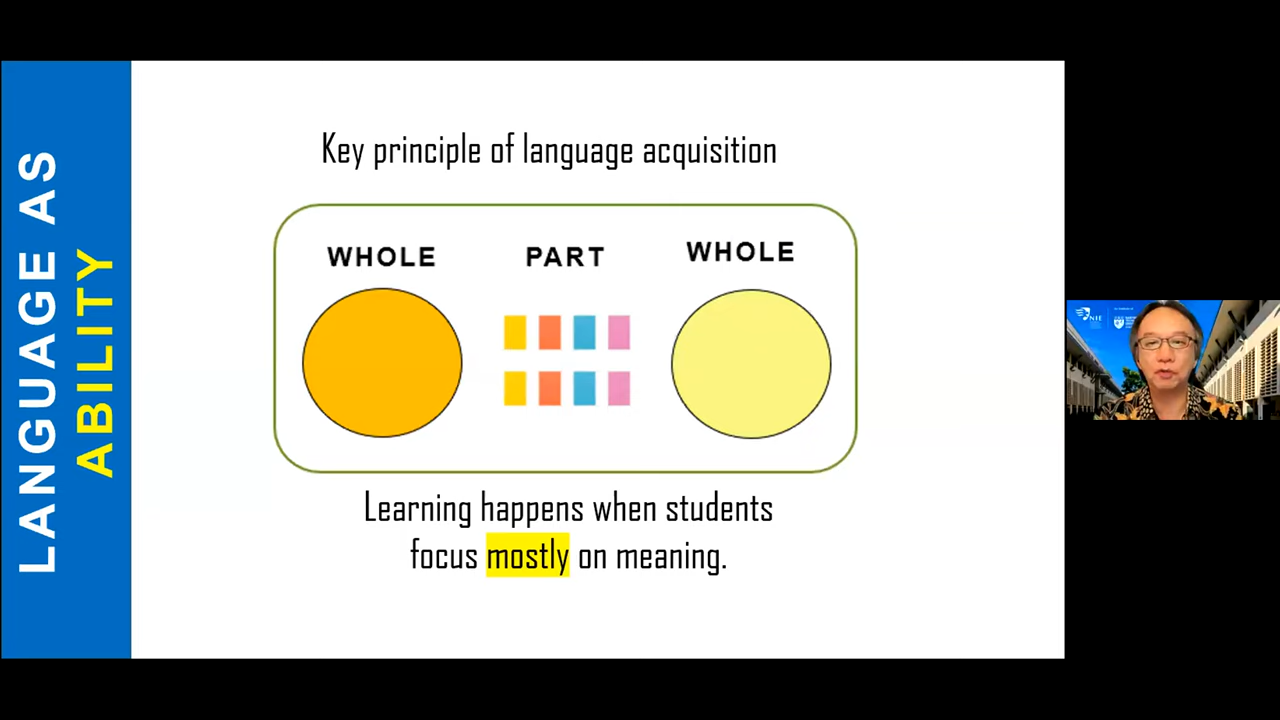 LANGUAGE AS
ABILITY
Key principle of language acquisition
WHOLE PART WHOLE
Learning happens when students
focus mostly on meaning.
NIE